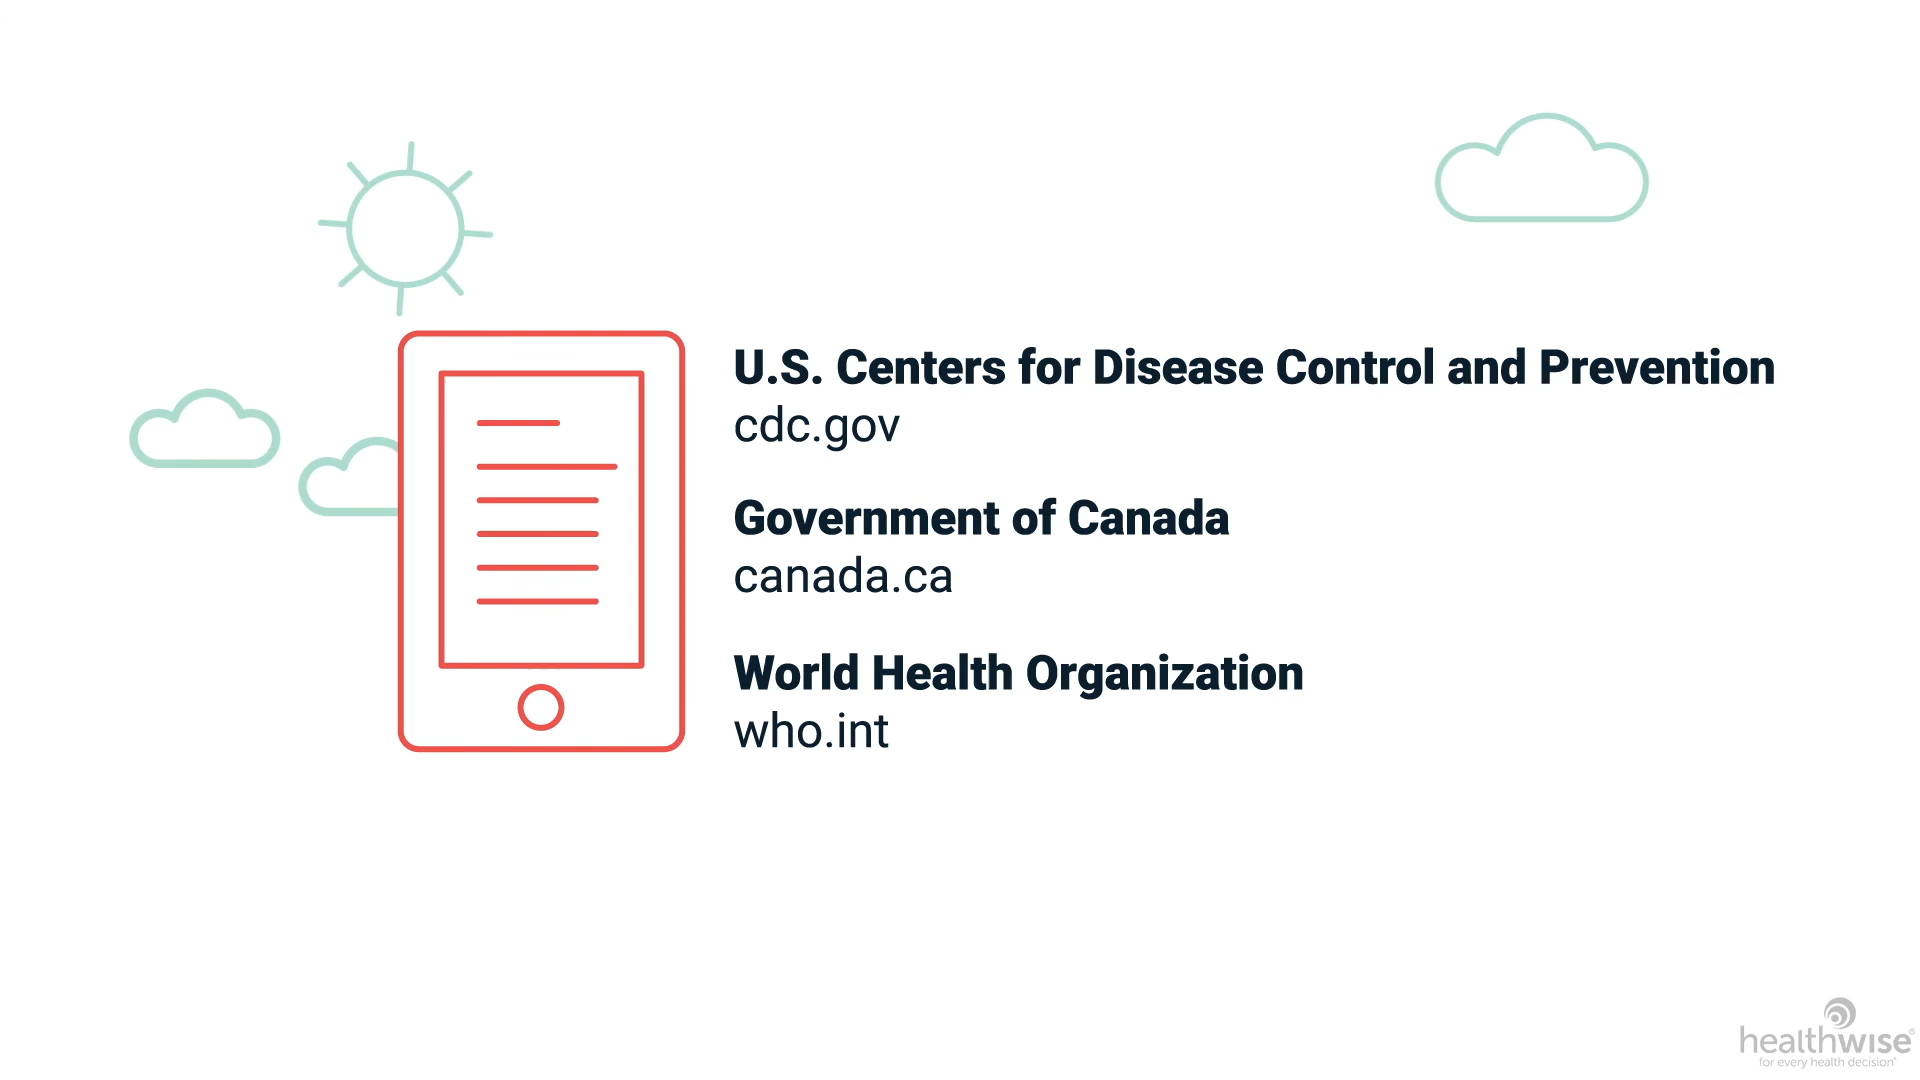 U.S. Centers for Disease Control and Prevention
cdc.gov
Government of Canada
canada.ca
World Health Organization
who.int
healthwise®
for every health decision®